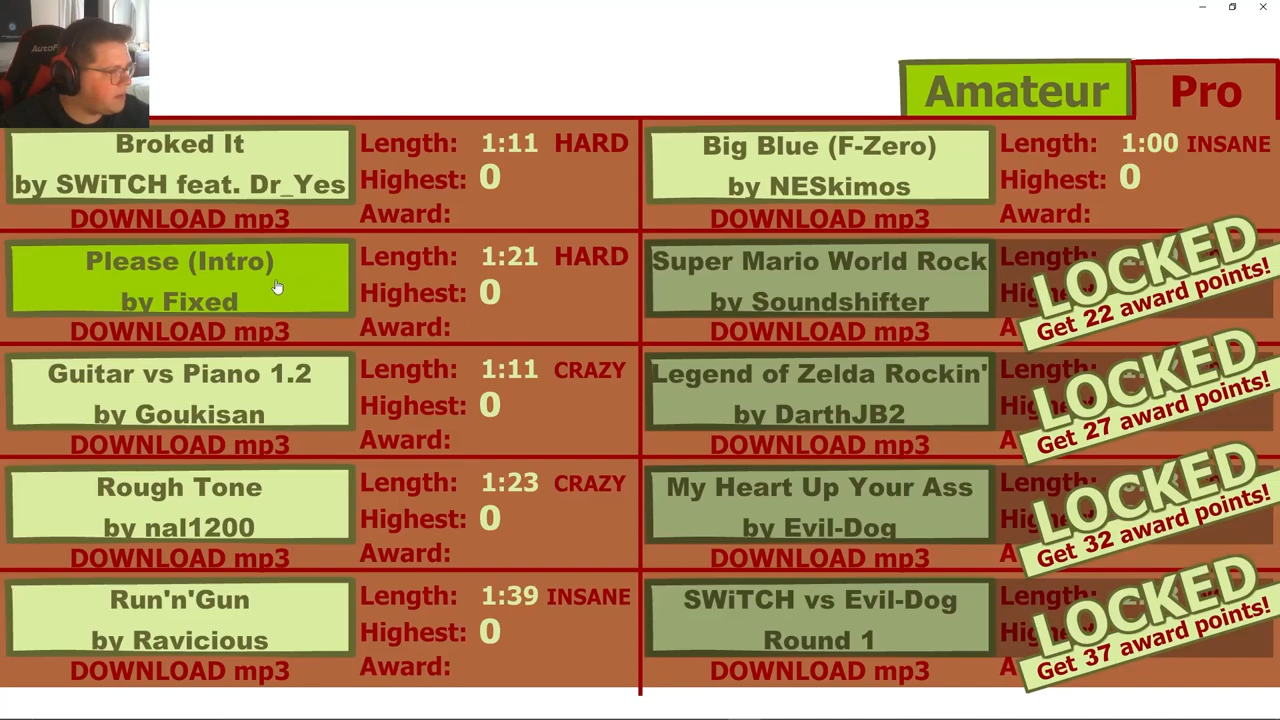 Amateur
Pro
Broked It
by SWiTCH feat. Dr_Yes
DOWNLOAD mp3
Length: 1:11 HARD
Highest: 0
Award:
Please (Intro)
by Fixed
DOWNLOAD mp3
Length: 1:21 HARD
Highest: 0
Award:
Guitar vs Piano 1.2
by Goukisan
DOWNLOAD mp3
Length: 1:11 CRAZY
Highest: 0
Award:
Rough Tone
by nal1200
DOWNLOAD mp3
Length: 1:23 CRAZY
Highest: 0
Award:
Run'n'Gun
by Ravicious
DOWNLOAD mp3
Length: 1:39 INSANE
Highest: 0
Award:
Big Blue (F-Zero)
by NESkimos
DOWNLOAD mp3
Length: 1:00 INSANE
Highest: 0
Award:
Super Mario World Rock
by Soundshifter
DOWNLOAD mp3
LOCKED
Get 22 award points!
Legend of Zelda Rockin'
by DarthJB2
DOWNLOAD mp3
LOCKED
Get 27 award points!
My Heart Up Your Ass
by Evil-Dog
DOWNLOAD mp3
LOCKED
Get 32 award points!
SWiTCH vs Evil-Dog
Round 1
DOWNLOAD mp3
LOCKED
Get 37 award points!